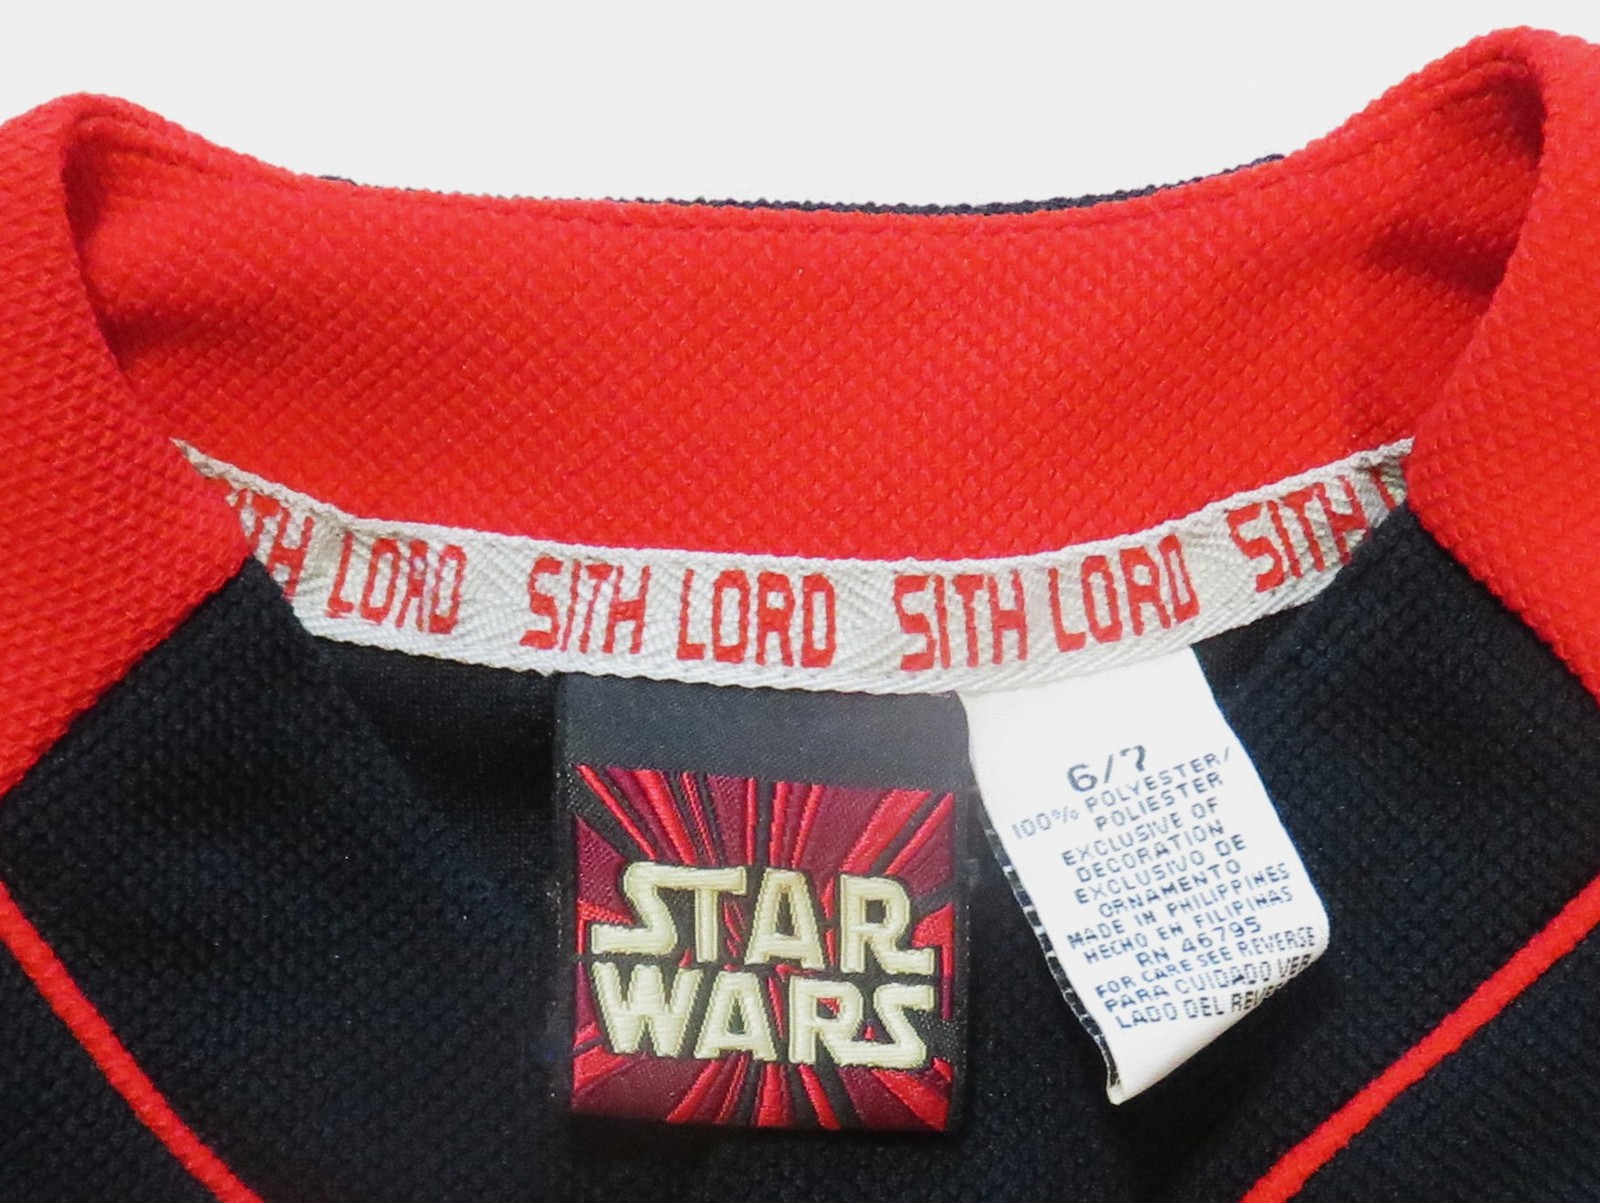 ITH LORD SITH LORD SITH LORD SITH
STAR
WARS
6/7
100% POLYESTER/
POLIESTER
EXCLUSIVE OF
DECORATION
EXCLUSIVO DE
ORNAMENTO
MADE IN PHILIPPINES
HECHO EN FILIPINAS
RN 46795
FOR CARE SEE REVERSE
PARA CUIDADO VER
LADO DEL REVE